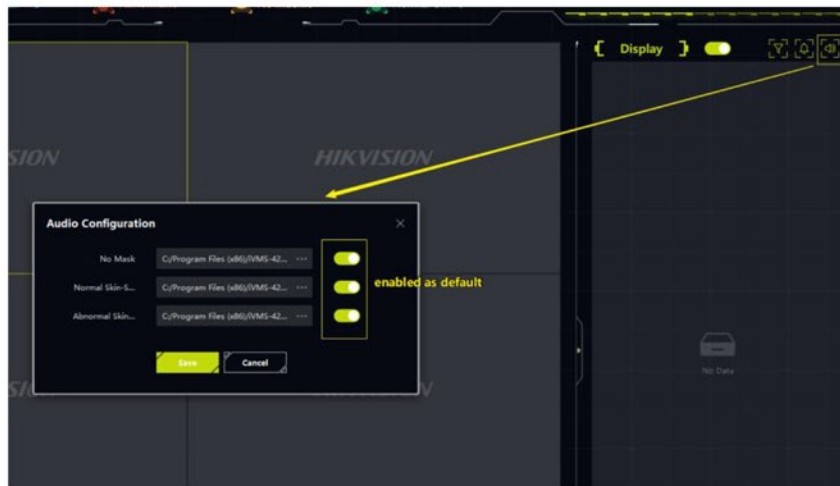 Display
SION
HIKVISION
Audio Configuration
No Mask C:/Program Files (x86)/iVMS-42... ...
enabled as default
Normal Skin-S... C:/Program Files (x86)/iVMS-42... ...
Abnormal Skin... C:/Program Files (x86)/iVMS-42... ...
Save Cancel
No Data